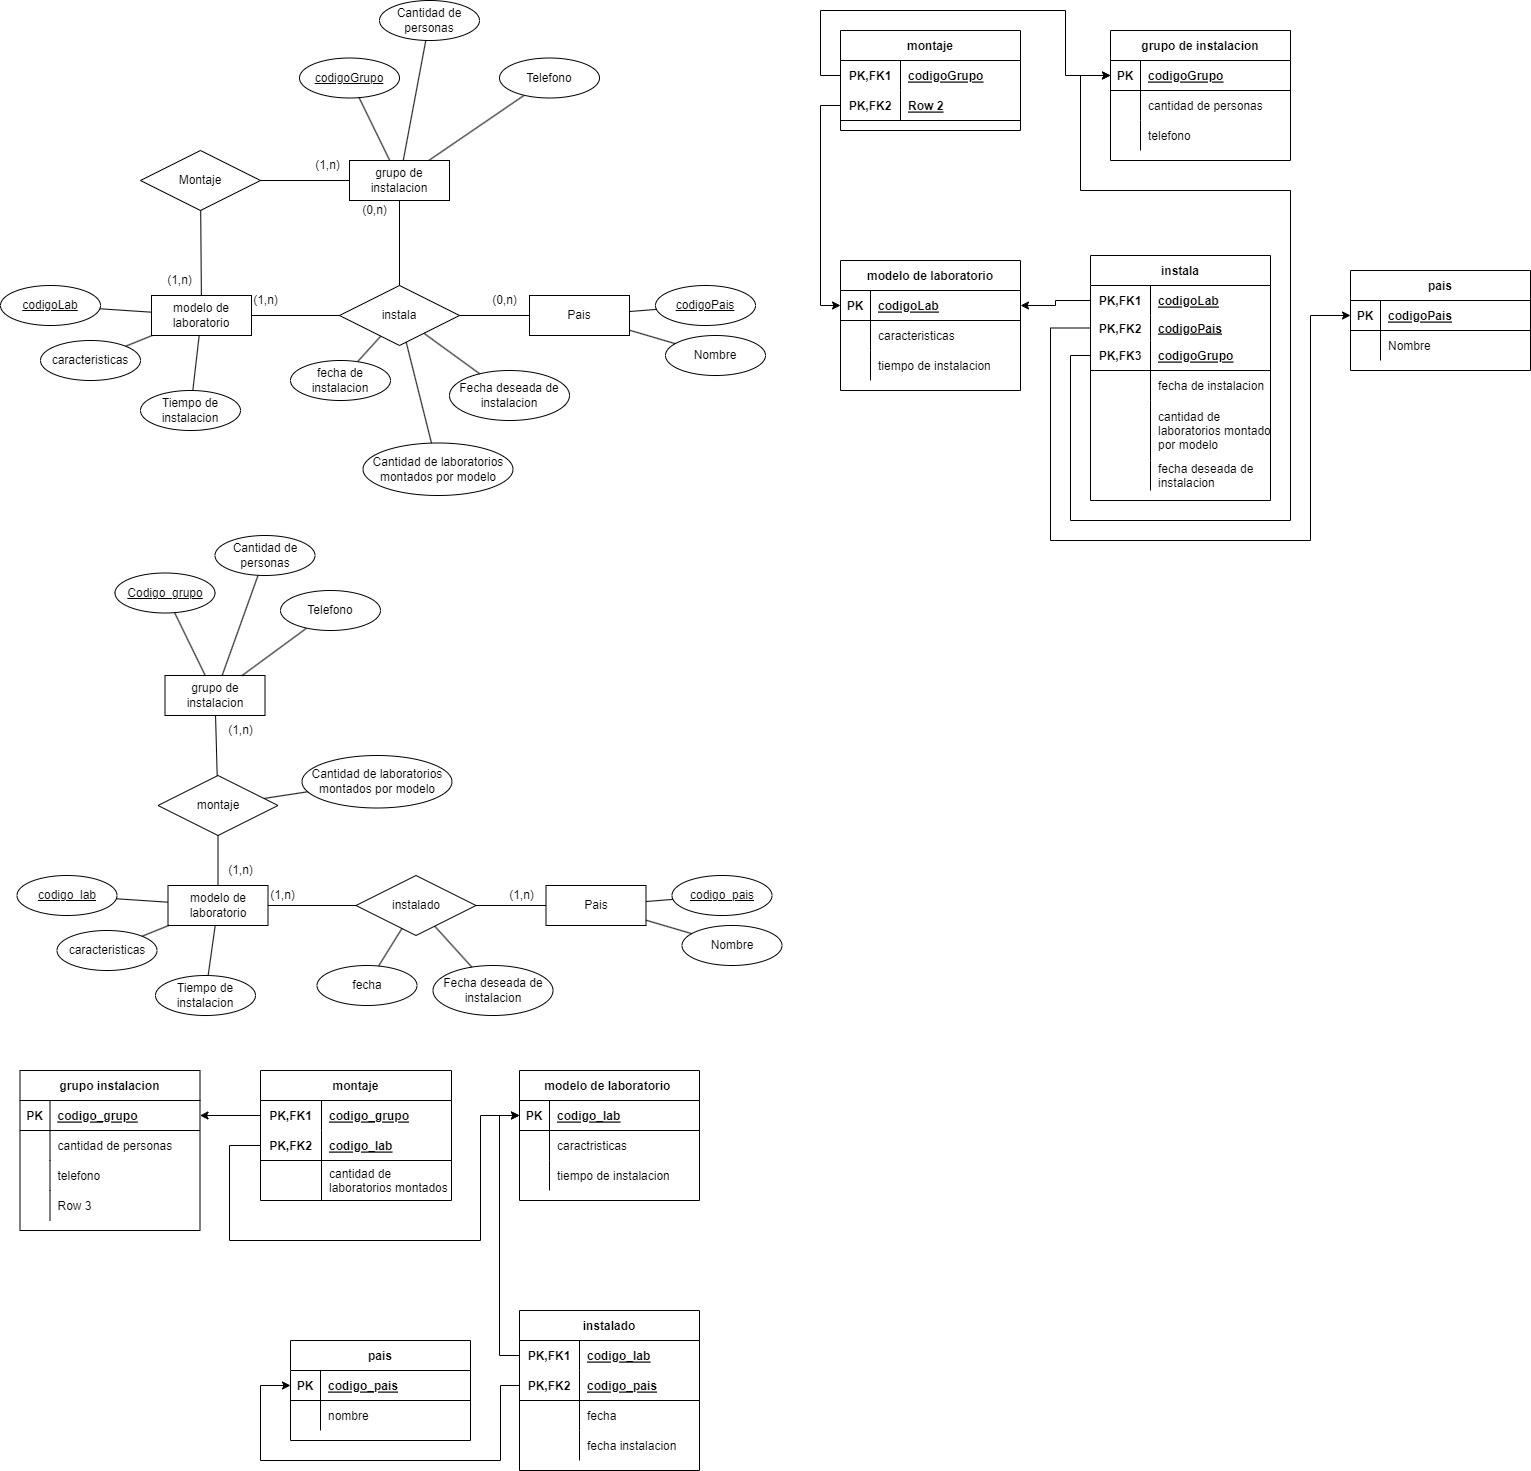 Cantidad de
personas
codigoGrupo
Telefono
(1,n)
grupo de
instalacion
Montaje
(0,n)
(1,n)
codigoLab
modelo de
laboratorio
(1,n)
instala
(0,n)
Pais
codigoPais
caracteristicas
Nombre
fecha de
instalacion
Fecha deseada de
instalacion
Tiempo de
instalacion
Cantidad de laboratorios
montados por modelo
montaje
PK,FK1 codigoGrupo
PK,FK2 Row 2
grupo de instalacion
PK codigoGrupo
cantidad de personas
telefono
modelo de laboratorio
PK codigoLab
caracteristicas
tiempo de instalacion
instala
PK,FK1 codigoLab
PK,FK2 codigoPais
PK,FK3 codigoGrupo
fecha de instalacion
cantidad de
laboratorios montado
por modelo
fecha deseada de
instalacion
pais
PK codigoPais
Nombre
Cantidad de
personas
Codigo_grupo
Telefono
grupo de
instalacion
(1,n)
Cantidad de laboratorios
montados por modelo
montaje
(1,n)
codigo_lab
modelo de
laboratorio
(1,n)
instalado
(1,n)
Pais
codigo_pais
caracteristicas
Nombre
Tiempo de
instalacion
fecha
Fecha deseada de
instalacion
grupo instalacion
PK codigo_grupo
cantidad de personas
telefono
Row 3
montaje
PK,FK1 codigo_grupo
PK,FK2 codigo_lab
cantidad de
laboratorios montados
modelo de laboratorio
PK codigo_lab
caractristicas
tiempo de instalacion
pais
PK codigo_pais
nombre
instalado
PK,FK1 codigo_lab
PK,FK2 codigo_pais
fecha
fecha instalacion